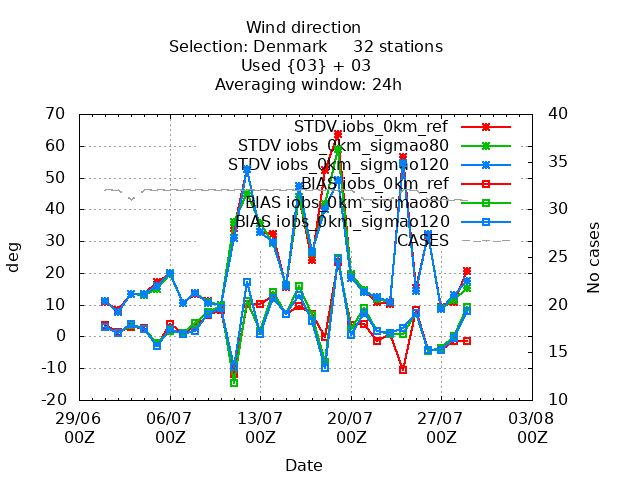 Wind direction
Selection: Denmark 32 stations
Used {03} + 03
Averaging window: 24h
70 40
STDV iobs_0km_ref
60
STDV iobs_0km_sigmao80
35
STDV iobs_0km_sigmao120
50
BIAS iobs_0km_ref
40 30
BIAS iobs_0km_sigmao80
BIAS iobs_0km_sigmao120
30
CASES
25
20
10 20
0
15
-10
-20 10
deg
No cases
29/06 06/07 13/07 20/07 27/07 03/08
00Z 00Z 00Z 00Z 00Z 00Z
Date